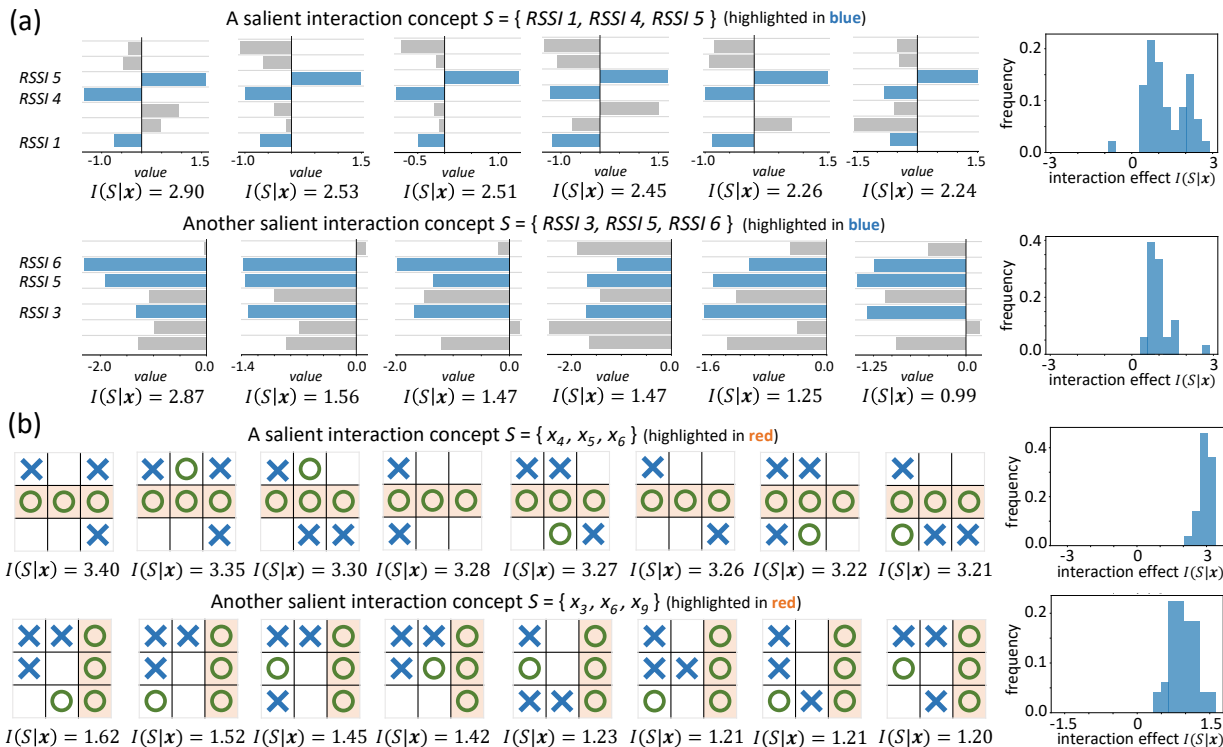 (a)
A salient interaction concept S = { RSSI 1, RSSI 4, RSSI 5 } (highlighted in blue)
RSSI 5
RSSI 4
RSSI 1
-1.0 1.5
-1.0 1.5
-0.5 1.0
-1.0 1.5
-1.0 1.5
-1.5 1.5
value value value value value value
I(S|x) = 2.90 I(S|x) = 2.53 I(S|x) = 2.51 I(S|x) = 2.45 I(S|x) = 2.26 I(S|x) = 2.24
frequency
0.2
0.1
0.0
-3 0 3
interaction effect I(S|x)
Another salient interaction concept S = { RSSI 3, RSSI 5, RSSI 6 } (highlighted in blue)
RSSI 6
RSSI 5
RSSI 3
-2.0 0.0
-1.4 0.0
-2.0 0.0
-2.0 0.0
-1.5 0.0
-1.25 0.0
value value value value value value
I(S|x) = 2.87 I(S|x) = 1.56 I(S|x) = 1.47 I(S|x) = 1.47 I(S|x) = 1.25 I(S|x) = 0.99
frequency
0.4
0.2
0.0
-3 0 3
interaction effect I(S|x)
(b)
A salient interaction concept S = { x4, x5, x6 } (highlighted in red)
I(S|x) = 3.40 I(S|x) = 3.35 I(S|x) = 3.30 I(S|x) = 3.28 I(S|x) = 3.27 I(S|x) = 3.26 I(S|x) = 3.22 I(S|x) = 3.21
frequency
0.4
0.2
0.0
-3 0 3
interaction effect I(S|x)
Another salient interaction concept S = { x3, x6, x9 } (highlighted in red)
I(S|x) = 1.62 I(S|x) = 1.52 I(S|x) = 1.45 I(S|x) = 1.42 I(S|x) = 1.23 I(S|x) = 1.21 I(S|x) = 1.21 I(S|x) = 1.20
frequency
0.2
0.1
0
-1.5 0 1.5
interaction effect I(S|x)